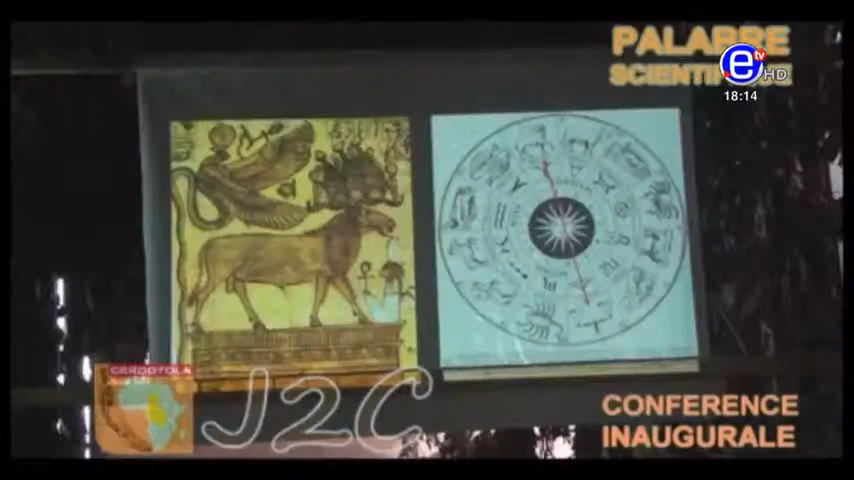 PALABRE
SCIENTIFIQUE
e tv HD
18:14
CERDOTOLA
J2C
CONFERENCE
INAUGURALE